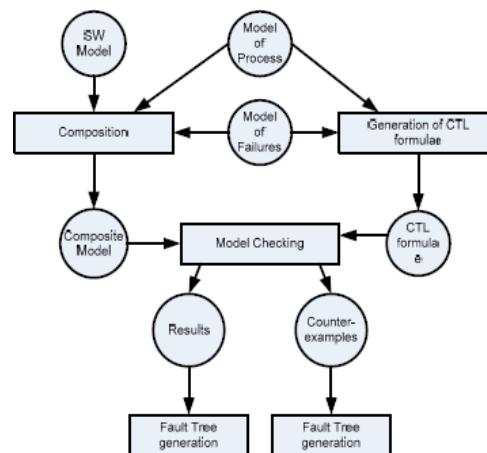 SW
Model
Model
of
Process
Composition
Model
of
Failures
Generation of CTL
formulae
Composite
Model
Model Checking
CTL
formula
e
Results
Counter-
examples
Fault Tree
generation
Fault Tree
generation